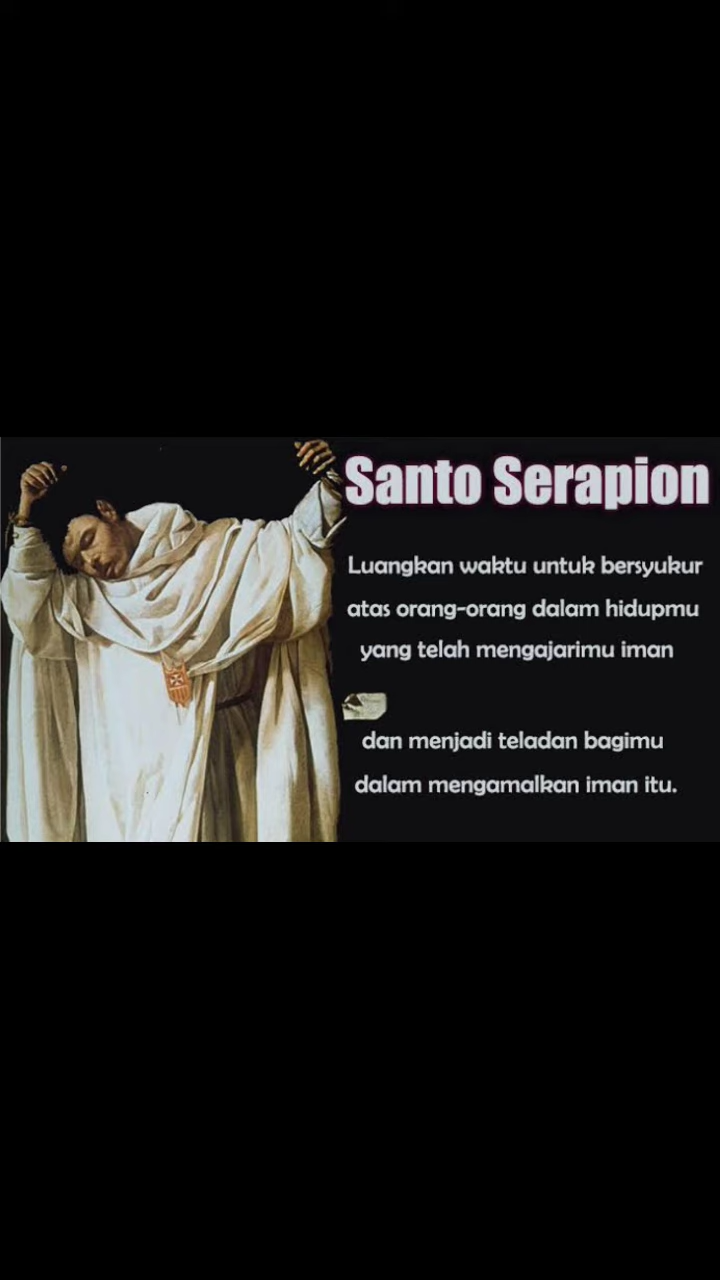 Santo Serapion
Luangkan waktu untuk bersyukur
atas orang-orang dalam hidupmu
yang telah mengajarimu iman
dan menjadi teladan bagimu
dalam mengamalkan iman itu.